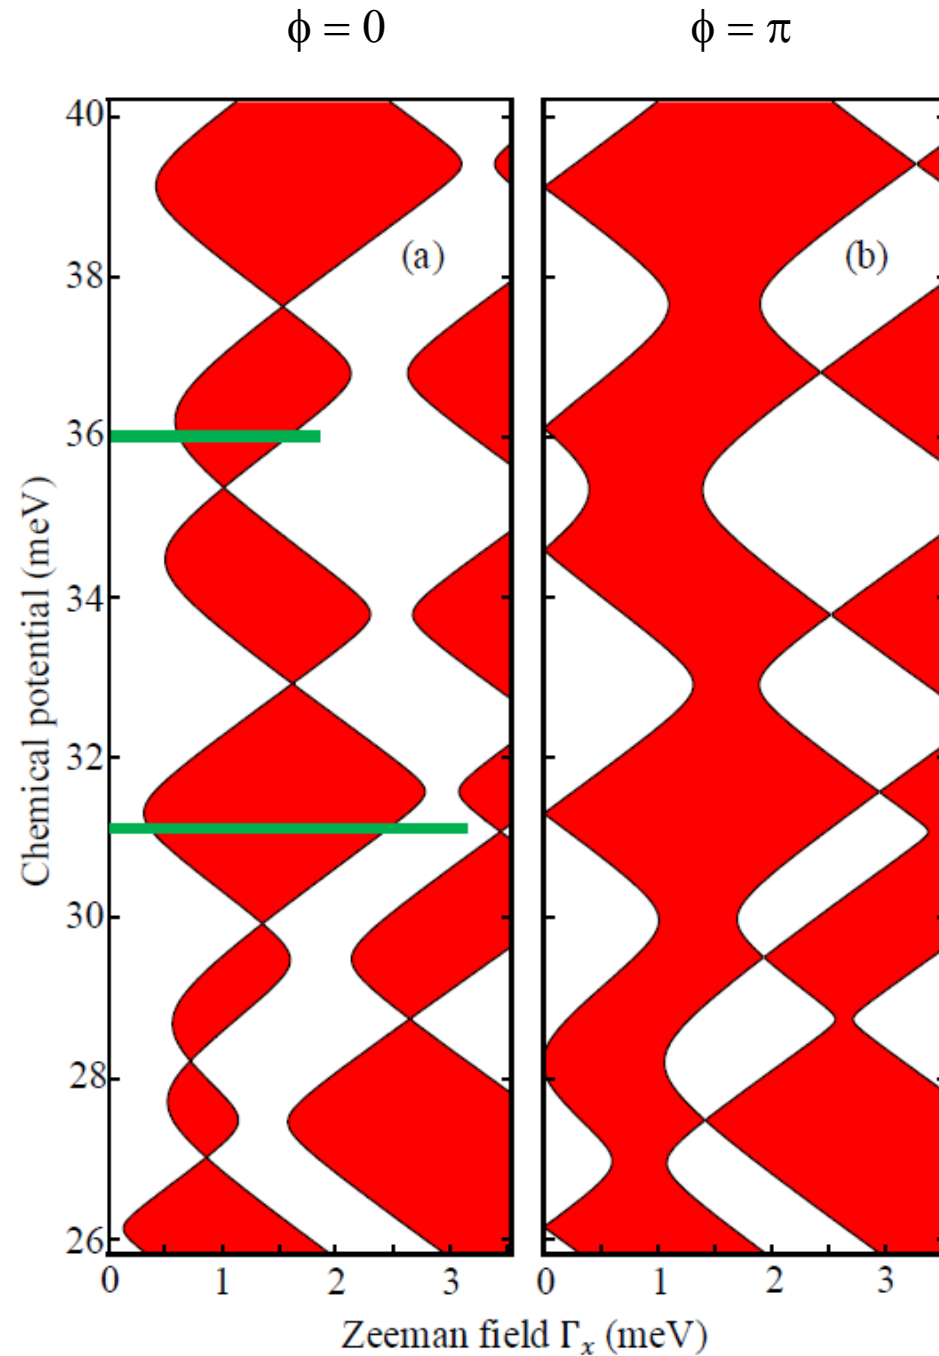 ϕ = 0
ϕ = π
40
38
36
34
32
30
28
26
(a)
(b)
Chemical potential (meV)
0 1 2 3
0 1 2 3
Zeeman field Γx (meV)